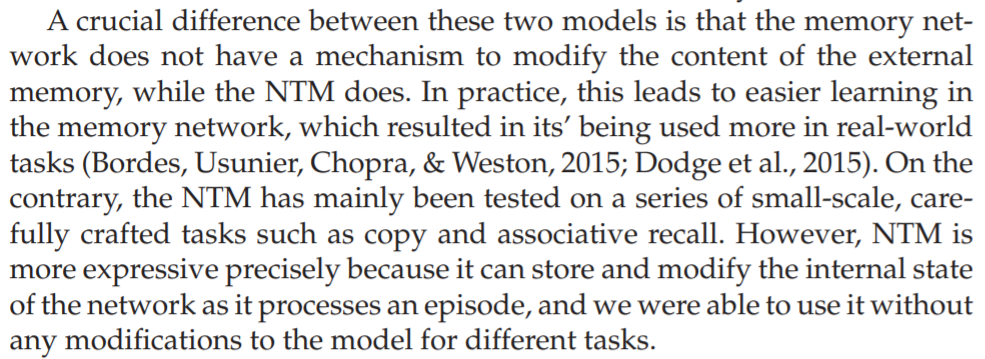 A crucial difference between these two models is that the memory net-
work does not have a mechanism to modify the content of the external
memory, while the NTM does. In practice, this leads to easier learning in
the memory network, which resulted in its’ being used more in real-world
tasks (Bordes, Usunier, Chopra, & Weston, 2015; Dodge et al., 2015). On the
contrary, the NTM has mainly been tested on a series of small-scale, care-
fully crafted tasks such as copy and associative recall. However, NTM is
more expressive precisely because it can store and modify the internal state
of the network as it processes an episode, and we were able to use it without
any modifications to the model for different tasks.